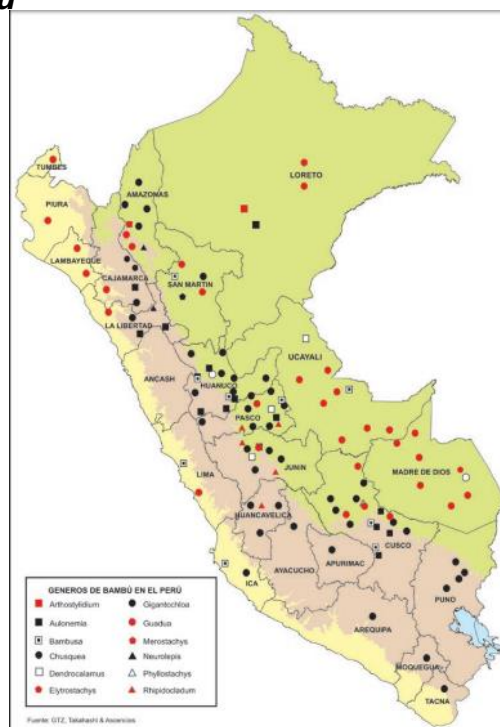 TUMBES
PIURA
AMAZONAS
LORETO
LAMBAYEQUE
CAJAMARCA
SAN MARTIN
LA LIBERTAD
ANCASH
HUANUCO
UCAYALI
PASCO
LIMA
JUNIN
MADRE DE DIOS
HUANCAVELICA
CUSCO
ICA
AYACUCHO
APURIMAC
PUNO
AREQUIPA
MOQUEGUA
TACNA
GENEROS DE BAMBÚ EN EL PERÚ
Arthostylidium
Gigantochloa
Aulonemia
Guadua
Bambusa
Merostachys
Chusquea
Neurolepis
Dendrocalamus
Phyllostachys
Elytrostachys
Rhipidocladum
Fuente: GTZ, Takahashi & Ascencios